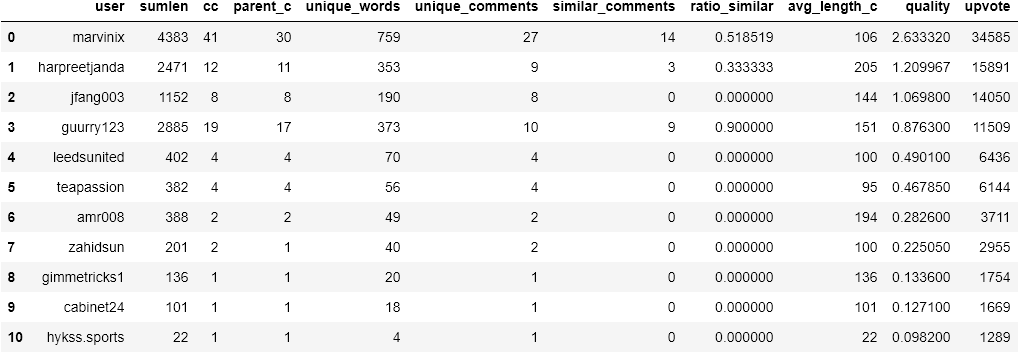 user sumlen cc parent_c unique_words unique_comments similar_comments ratio_similar avg_length_c quality upvote
0 marvinix 4383 41 30 759 27 14 0.518519 106 2.633320 34585
1 harpreetjanda 2471 12 11 353 9 3 0.333333 205 1.209967 15891
2 jfang003 1152 8 8 190 8 0 0.000000 144 1.069800 14050
3 guurry123 2885 19 17 373 10 9 0.900000 151 0.876300 11509
4 leedsunited 402 4 4 70 4 0 0.000000 100 0.490100 6436
5 teapassion 382 4 4 56 4 0 0.000000 95 0.467850 6144
6 amr008 388 2 2 49 2 0 0.000000 194 0.282600 3711
7 zahidsun 201 2 1 40 2 0 0.000000 100 0.225050 2955
8 gimmetricks1 136 1 1 20 1 0 0.000000 136 0.133600 1754
9 cabinet24 101 1 1 18 1 0 0.000000 101 0.127100 1669
10 hykss.sports 22 1 1 4 1 0 0.000000 22 0.098200 1289